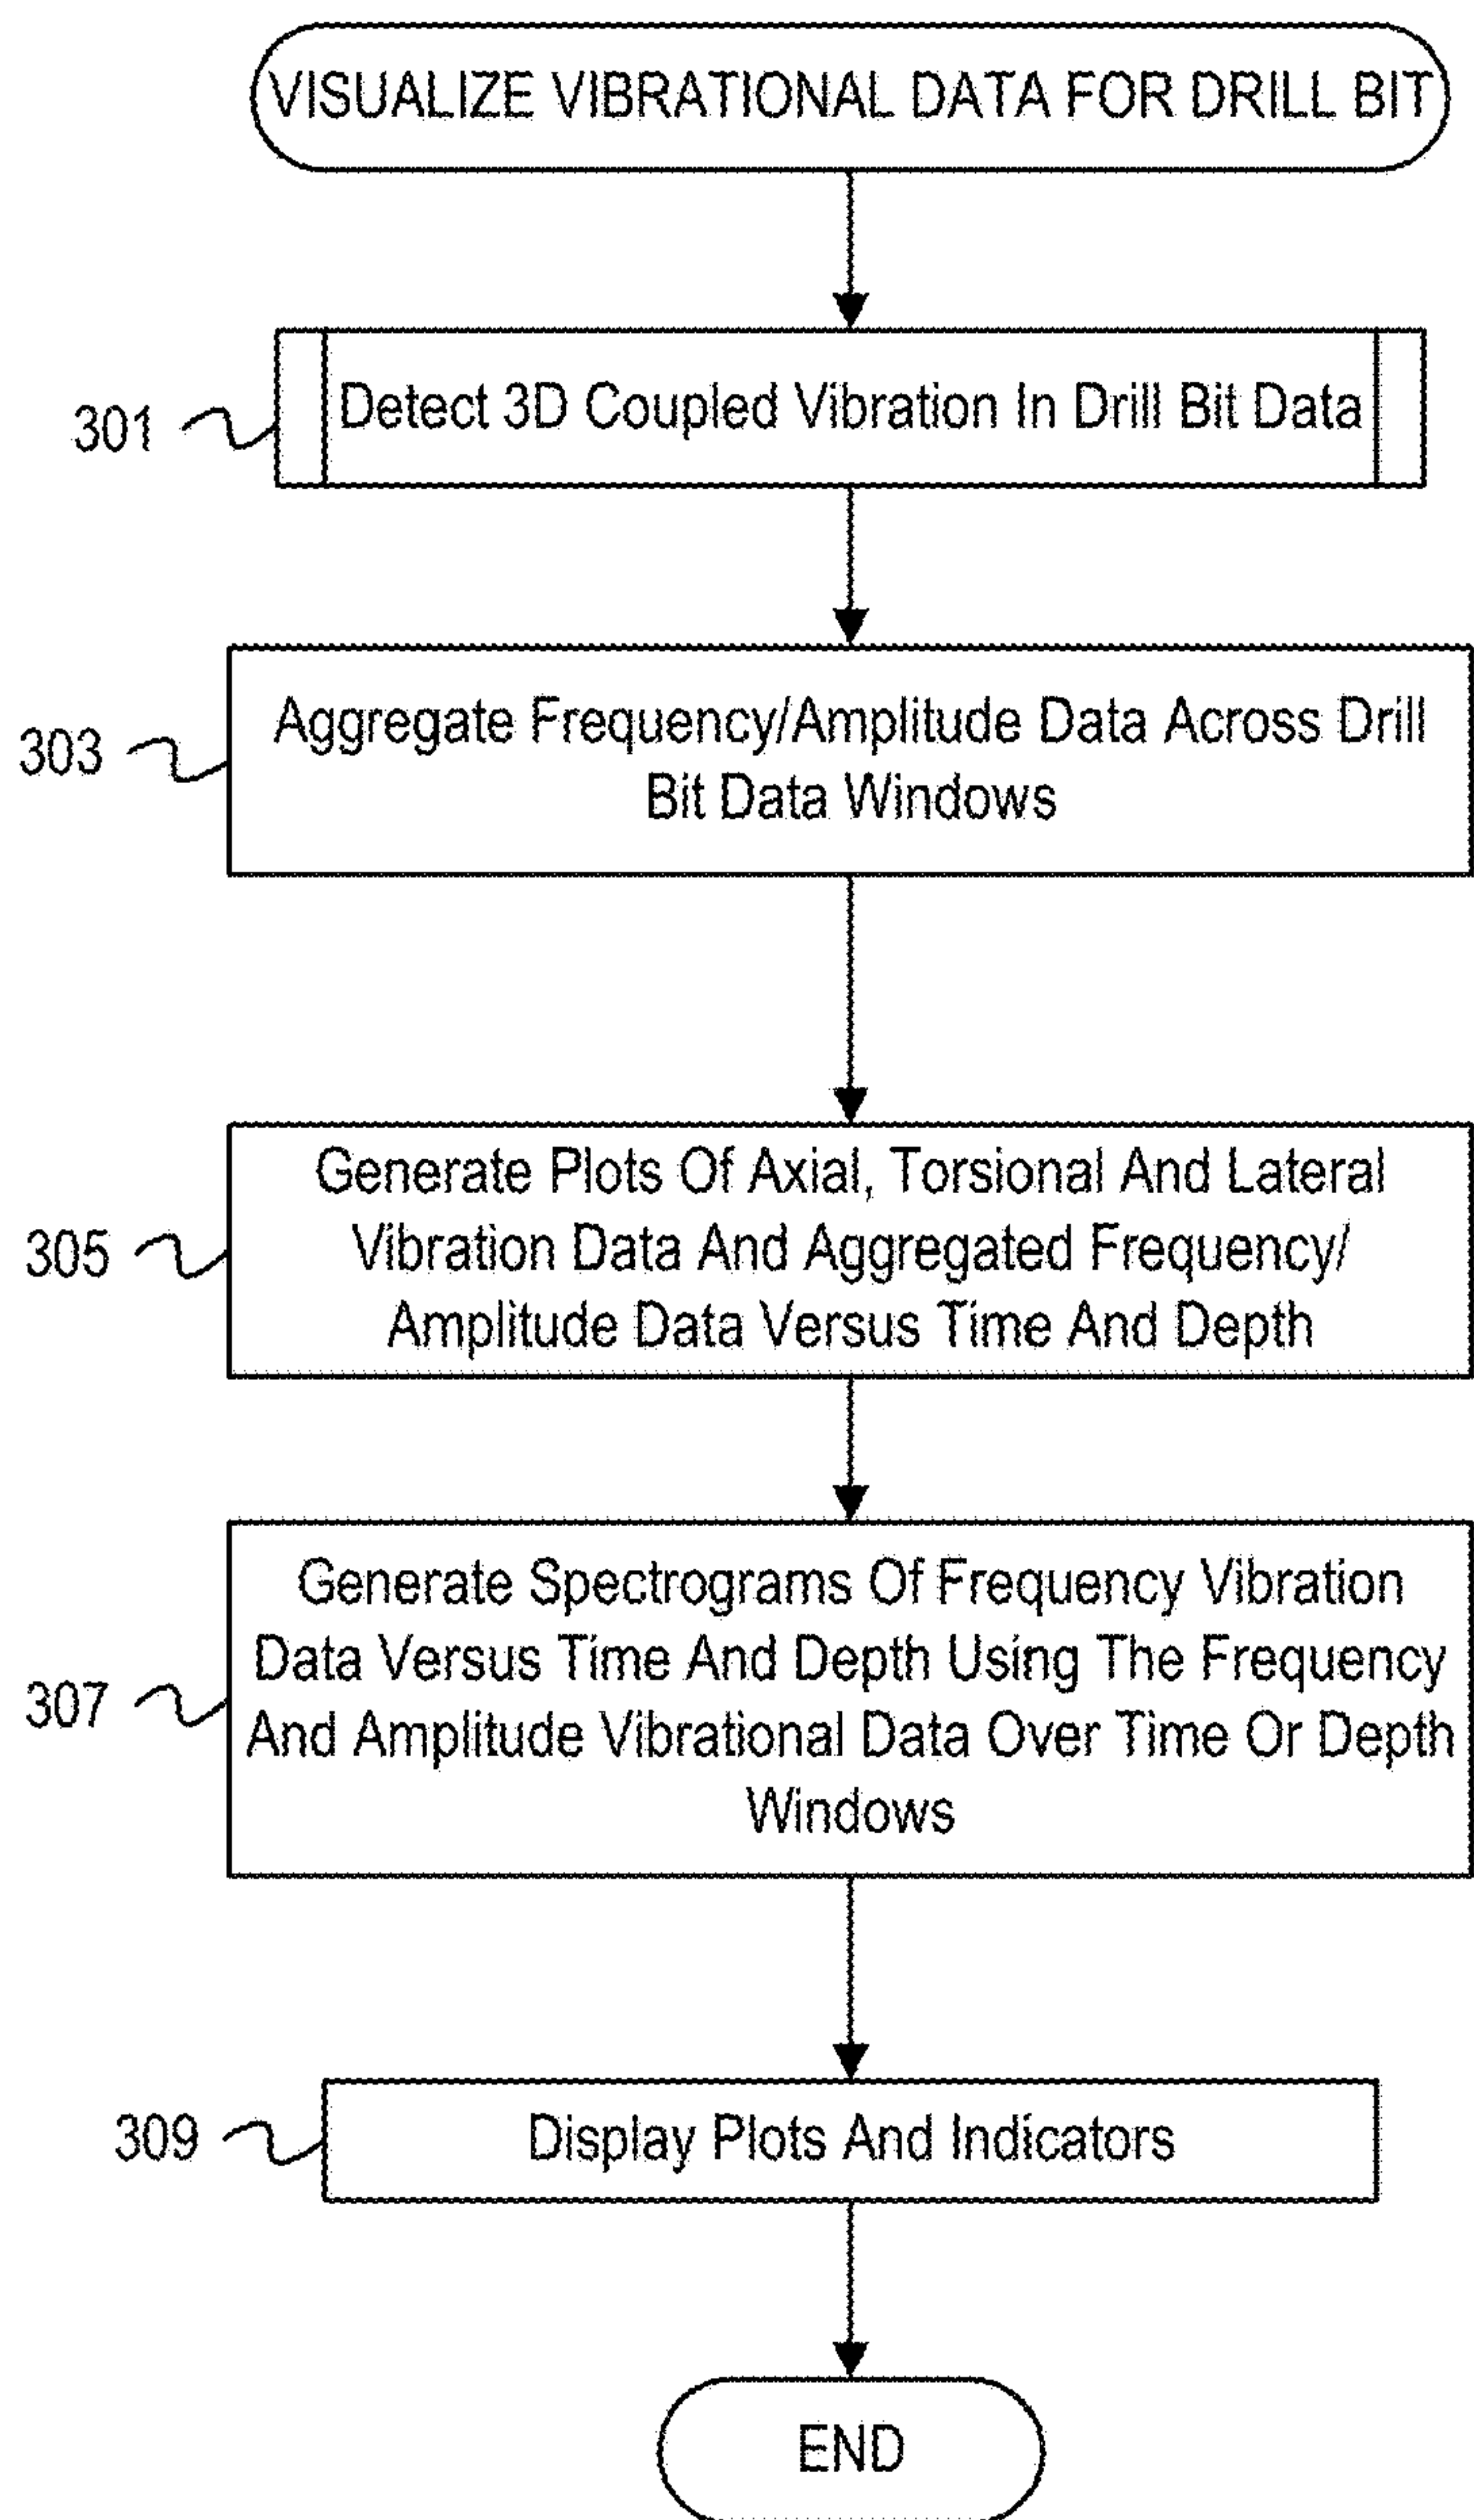 VISUALIZE VIBRATIONAL DATA FOR DRILL BIT
301
Detect 3D Coupled Vibration In Drill Bit Data
303
Aggregate Frequency/Amplitude Data Across Drill
Bit Data Windows
305
Generate Plots Of Axial, Torsional And Lateral
Vibration Data And Aggregated Frequency/
Amplitude Data Versus Time And Depth
307
Generate Spectrograms Of Frequency Vibration
Data Versus Time And Depth Using The Frequency
And Amplitude Vibrational Data Over Time Or Depth
Windows
309
Display Plots And Indicators
END